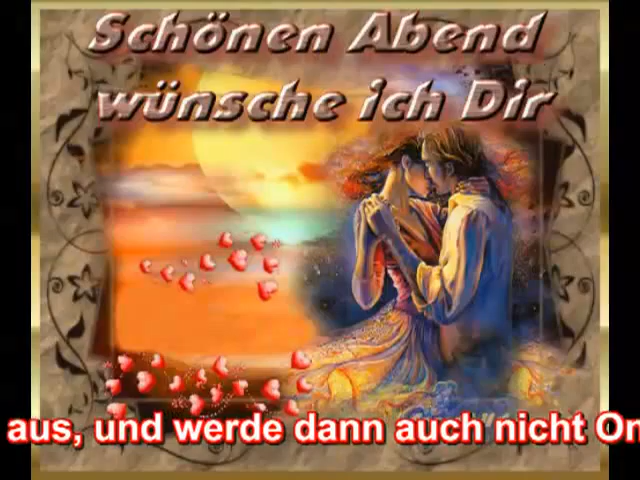 Schönen Abend
wünsche ich Dir
aus, und werde dann auch nicht On